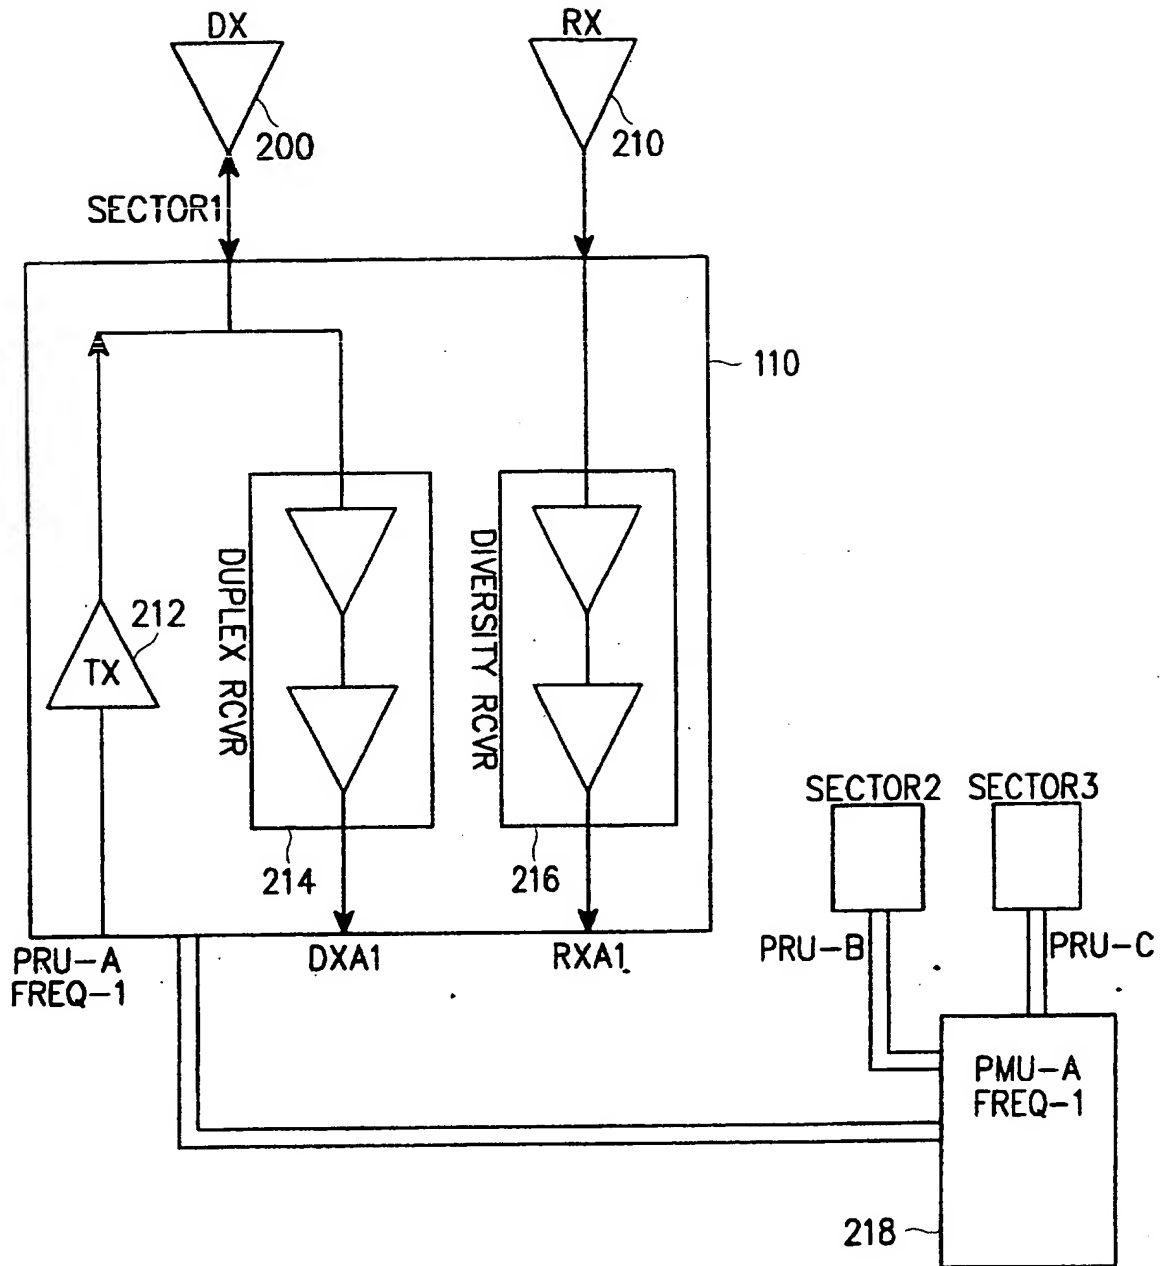 DX
RX
200
210
SECTOR1
110
212
TX
DUPLEX RCVR
DIVERSITY RCVR
214
216
SECTOR2
SECTOR3
PRU-A
FREQ-1
DXA1
RXA1
PRU-B
PRU-C
PMU-A
FREQ-1
218